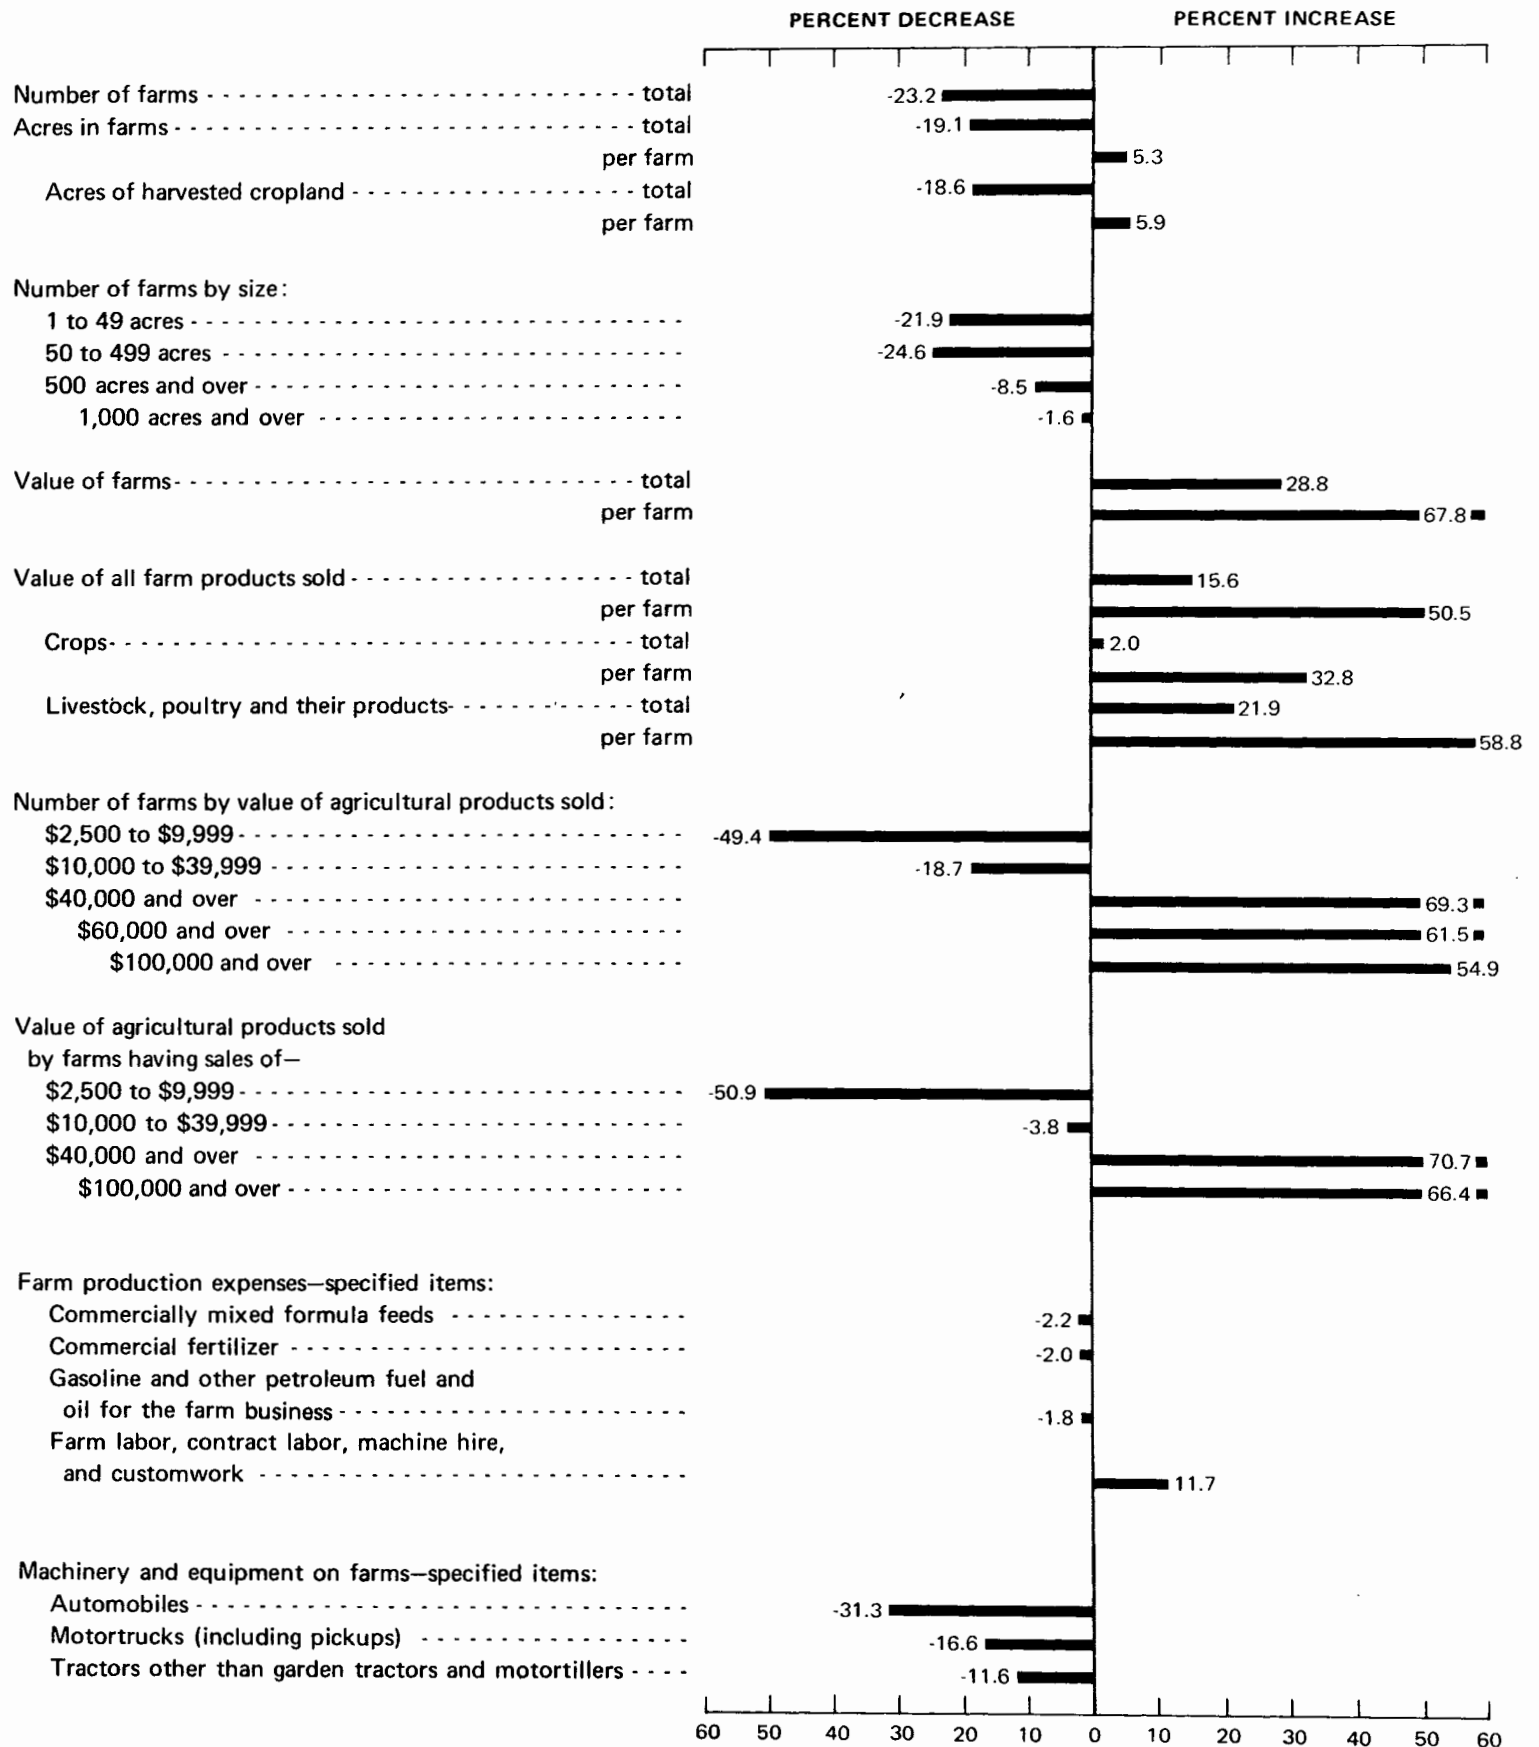 PERCENT DECREASE PERCENT INCREASE
Number of farms - - - - - - - - - - - - - - - - - - - - - - - - - - - total -23.2
Acres in farms - - - - - - - - - - - - - - - - - - - - - - - - - - - - - total -19.1
per farm 5.3
Acres of harvested cropland - - - - - - - - - - - - - - - - - - total -18.6
per farm 5.9
Number of farms by size:
1 to 49 acres - - - - - - - - - - - - - - - - - - - - - - - - - - - - - - - -21.9
50 to 499 acres - - - - - - - - - - - - - - - - - - - - - - - - - - - - - -24.6
500 acres and over - - - - - - - - - - - - - - - - - - - - - - - - - - - -8.5
1,000 acres and over - - - - - - - - - - - - - - - - - - - - - - - -1.6
Value of farms - - - - - - - - - - - - - - - - - - - - - - - - - - - - - total 28.8
per farm 67.8
Value of all farm products sold - - - - - - - - - - - - - - - - - - total 15.6
per farm 50.5
Crops - - - - - - - - - - - - - - - - - - - - - - - - - - - - - - - - - total 2.0
per farm 32.8
Livestock, poultry and their products - - - - - - - - - - - - total 21.9
per farm 58.8
Number of farms by value of agricultural products sold:
$2,500 to $9,999 - - - - - - - - - - - - - - - - - - - - - - - - - - - - -49.4
$10,000 to $39,999 - - - - - - - - - - - - - - - - - - - - - - - - - - -18.7
$40,000 and over - - - - - - - - - - - - - - - - - - - - - - - - - - - - 69.3
$60,000 and over - - - - - - - - - - - - - - - - - - - - - - - - - - 61.5
$100,000 and over - - - - - - - - - - - - - - - - - - - - - - - 54.9
Value of agricultural products sold
by farms having sales of—
$2,500 to $9,999 - - - - - - - - - - - - - - - - - - - - - - - - - - - - -50.9
$10,000 to $39,999 - - - - - - - - - - - - - - - - - - - - - - - - - - -3.8
$40,000 and over - - - - - - - - - - - - - - - - - - - - - - - - - - - - 70.7
$100,000 and over - - - - - - - - - - - - - - - - - - - - - - - - - 66.4
Farm production expenses—specified items:
Commercially mixed formula feeds - - - - - - - - - - - - - - - -2.2
Commercial fertilizer - - - - - - - - - - - - - - - - - - - - - - - - - -2.0
Gasoline and other petroleum fuel and
oil for the farm business - - - - - - - - - - - - - - - - - - - - - - -1.8
Farm labor, contract labor, machine hire,
and customwork - - - - - - - - - - - - - - - - - - - - - - - - - - - 11.7
Machinery and equipment on farms—specified items:
Automobiles - - - - - - - - - - - - - - - - - - - - - - - - - - - - - - - -31.3
Motortrucks (including pickups) - - - - - - - - - - - - - - - - - -16.6
Tractors other than garden tractors and motortillers - - - - -11.6
60 50 40 30 20 10 0 10 20 30 40 50 60